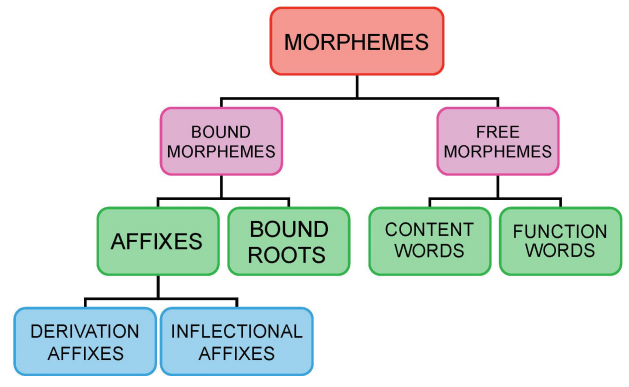 MORPHEMES
BOUND
MORPHEMES
FREE
MORPHEMES
AFFIXES
BOUND
ROOTS
CONTENT
WORDS
FUNCTION
WORDS
DERIVATION
AFFIXES
INFLECTIONAL
AFFIXES